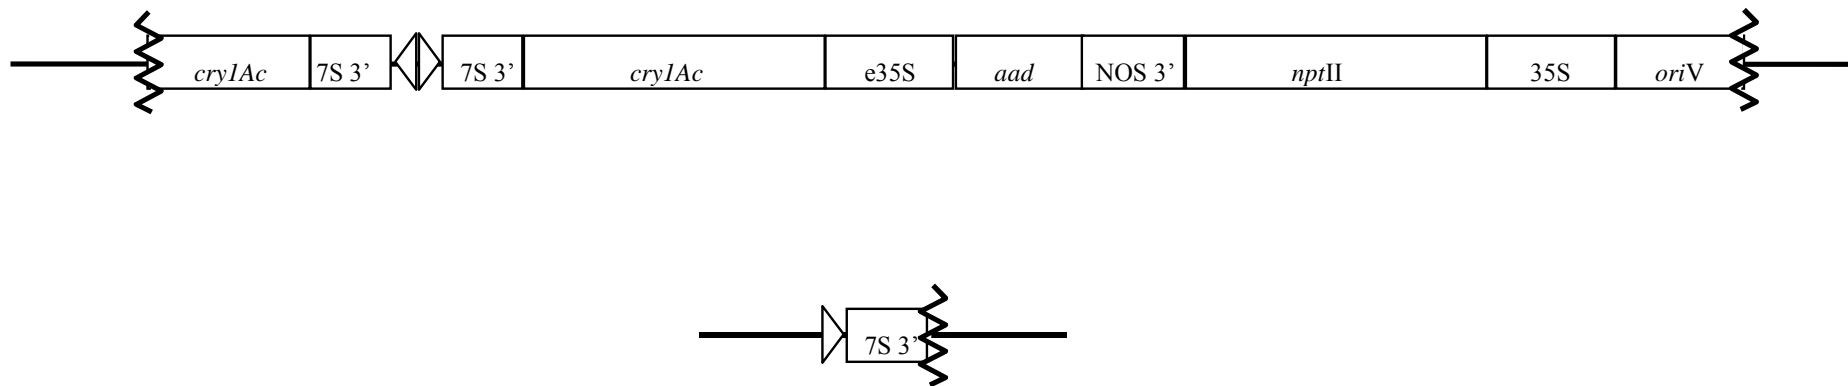 cry1Ac 7S 3’ 7S 3’ cry1Ac e35S aad NOS 3’ nptII 35S oriV
7S 3’